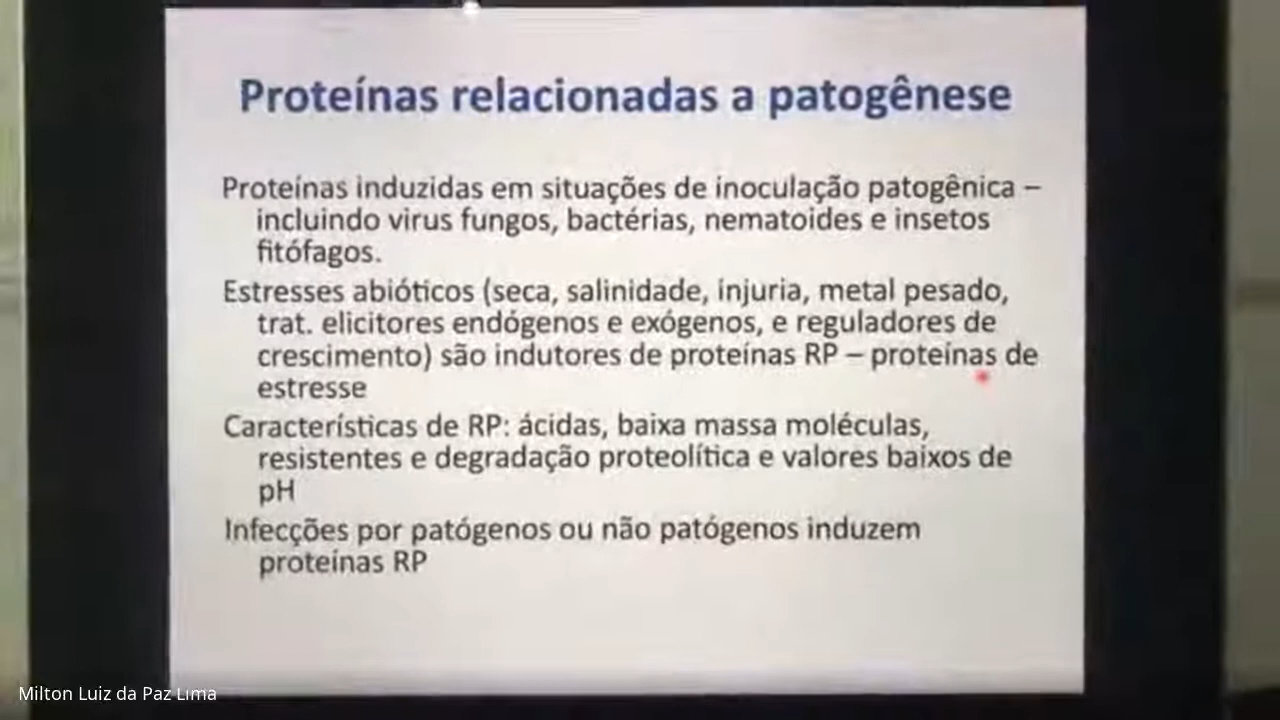 Proteínas relacionadas a patogênese
Proteínas induzidas em situações de inoculação patogênica –
incluindo virus fungos, bactérias, nematoides e insetos
fitófagos.
Estresses abióticos (seca, salinidade, injuria, metal pesado,
trat. elicitores endógenos e exógenos, e reguladores de
crescimento) são indutores de proteínas RP – proteínas de
estresse
Características de RP: ácidas, baixa massa moléculas,
resistentes e degradação proteolítica e valores baixos de
pH
Infecções por patógenos ou não patógenos induzem
proteínas RP
Milton Luiz da Paz Lima